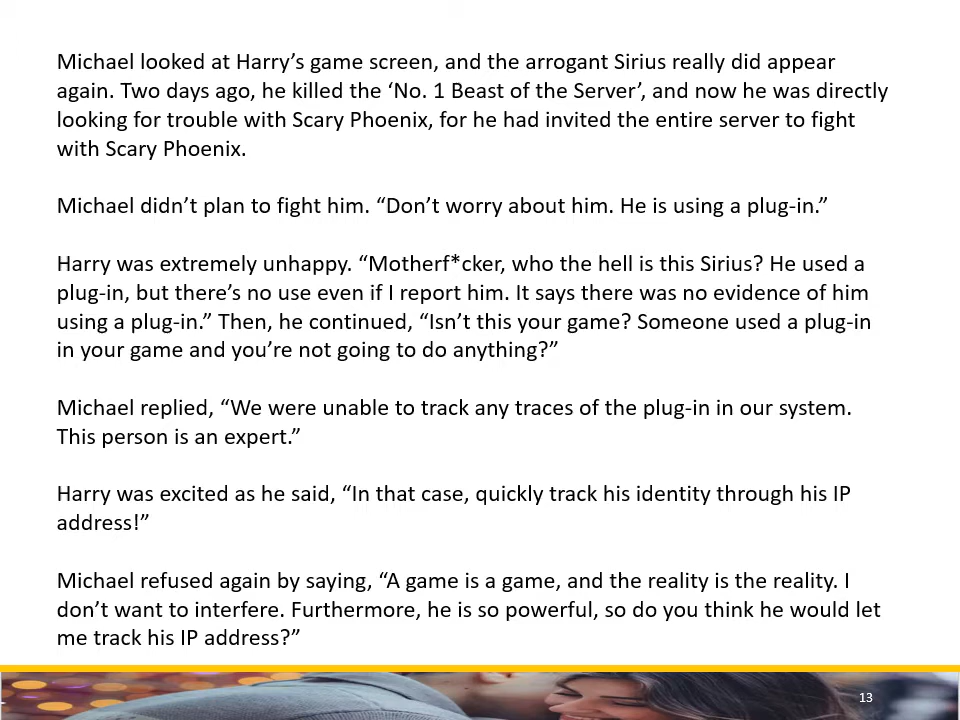 Michael looked at Harry’s game screen, and the arrogant Sirius really did appear
again. Two days ago, he killed the ‘No. 1 Beast of the Server’, and now he was directly
looking for trouble with Scary Phoenix, for he had invited the entire server to fight
with Scary Phoenix.
Michael didn’t plan to fight him. “Don’t worry about him. He is using a plug-in.”
Harry was extremely unhappy. “Motherf*cker, who the hell is this Sirius? He used a
plug-in, but there’s no use even if I report him. It says there was no evidence of him
using a plug-in.” Then, he continued, “Isn’t this your game? Someone used a plug-in
in your game and you’re not going to do anything?”
Michael replied, “We were unable to track any traces of the plug-in in our system.
This person is an expert.”
Harry was excited as he said, “In that case, quickly track his identity through his IP
address!”
Michael refused again by saying, “A game is a game, and the reality is the reality. I
don’t want to interfere. Furthermore, he is so powerful, so do you think he would let
me track his IP address?”
13